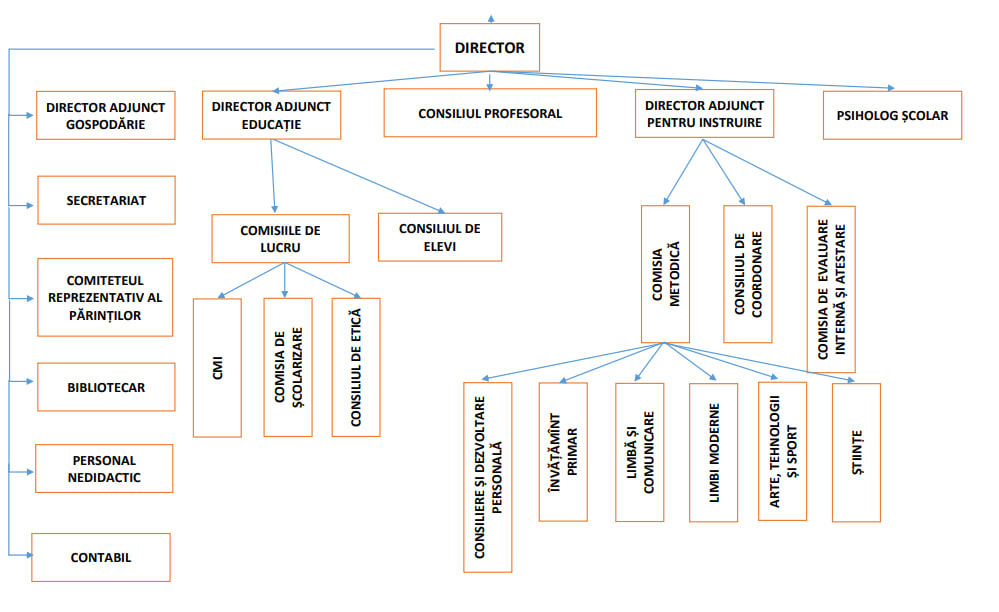 DIRECTOR
DIRECTOR ADJUNCT
GOSPODĂRIE
DIRECTOR ADJUNCT
EDUCAȚIE
CONSILIUL PROFESORAL
DIRECTOR ADJUNCT
PENTRU INSTRUIRE
PSIHOLOG ȘCOLAR
SECRETARIAT
COMISIILE DE
LUCRU
CONSILIUL DE
ELEVI
COMISIA
METODICĂ
CONSILIUL DE
COORDONARE
COMISIA DE EVALUARE
INTERNĂ ȘI ATESTARE
COMITETEUL
REPREZENTATIV AL
PĂRINȚILOR
CMI
COMISIA DE
ȘCOLARIZARE
CONSILIUL DE ETICĂ
BIBLIOTECAR
CONSILIERE ȘI DEZVOLTARE
PERSONALĂ
ÎNVĂȚĂMÎNT
PRIMAR
LIMBĂ ȘI
COMUNICARE
LIMBI MODERNE
ARTE, TEHNOLOGII
ȘI SPORT
ȘTIINȚE
PERSONAL
NEDIDACTIC
CONTABIL